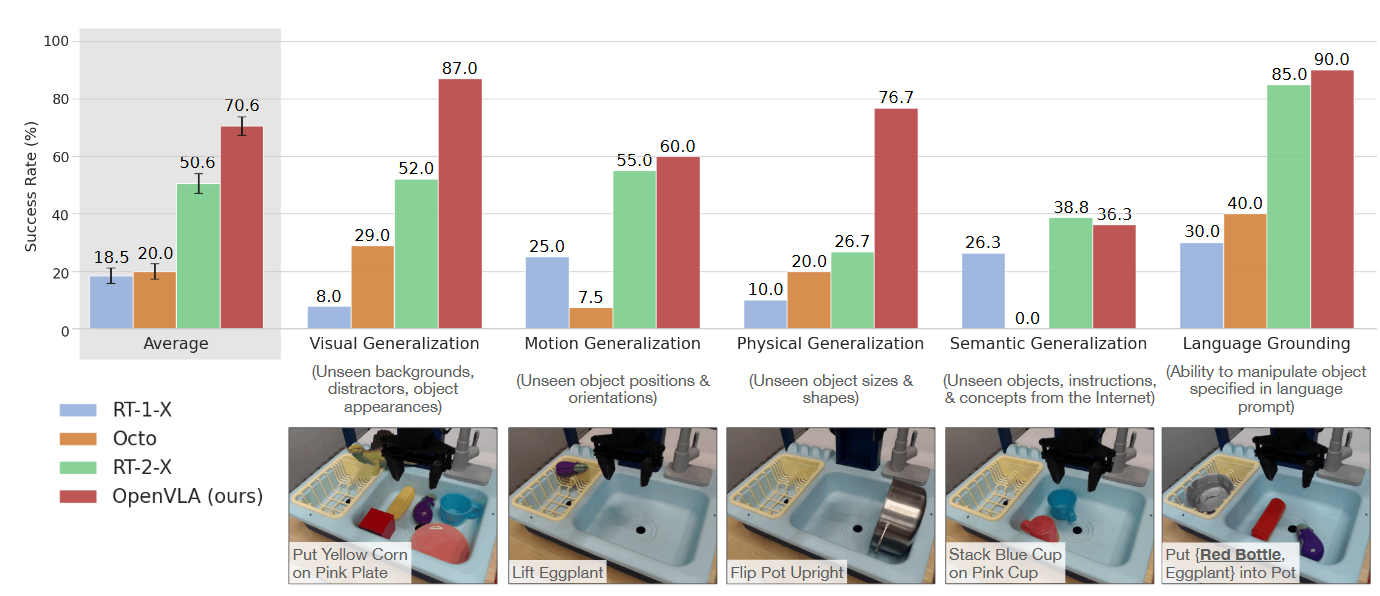 100
80
60
40
20
0
Success Rate (%)
18.5
20.0
50.6
70.6
Average
8.0
29.0
52.0
87.0
Visual Generalization
(Unseen backgrounds,
distractors, object
appearances)
25.0
7.5
55.0
60.0
Motion Generalization
(Unseen object positions &
orientations)
10.0
20.0
26.7
76.7
Physical Generalization
(Unseen object sizes &
shapes)
26.3
0.0
38.8
36.3
Semantic Generalization
(Unseen objects, instructions,
& concepts from the Internet)
30.0
40.0
85.0
90.0
Language Grounding
(Ability to manipulate object
specified in language
prompt)
RT-1-X
Octo
RT-2-X
OpenVLA (ours)
Put Yellow Corn
on Pink Plate
Lift Eggplant
Flip Pot Upright
Stack Blue Cup
on Pink Cup
Put {Red Bottle,
Eggplant} into Pot